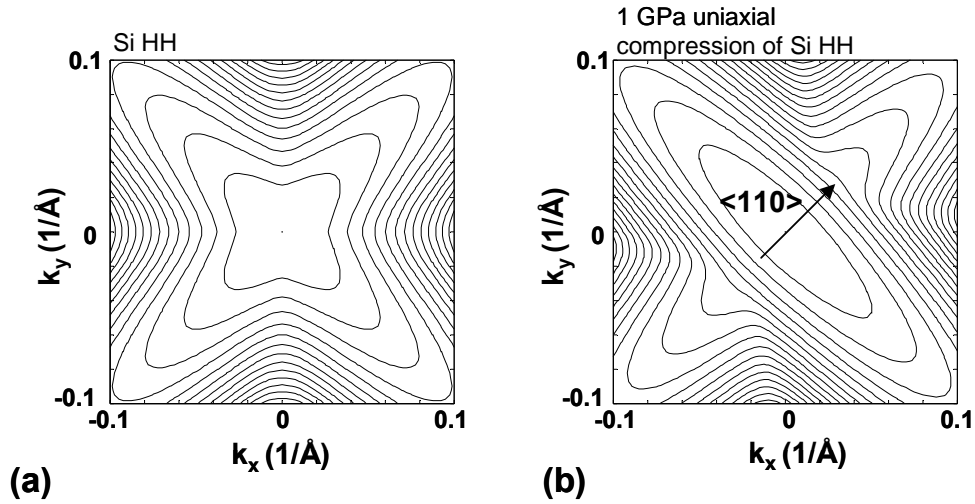 Si HH
0.1
0
-0.1
k_y (1/Å)
-0.1
0
0.1
k_x (1/Å)
(a)
1 GPa uniaxial
compression of Si HH
0.1
0
-0.1
k_y (1/Å)
<110>
-0.1
0
0.1
k_x (1/Å)
(b)